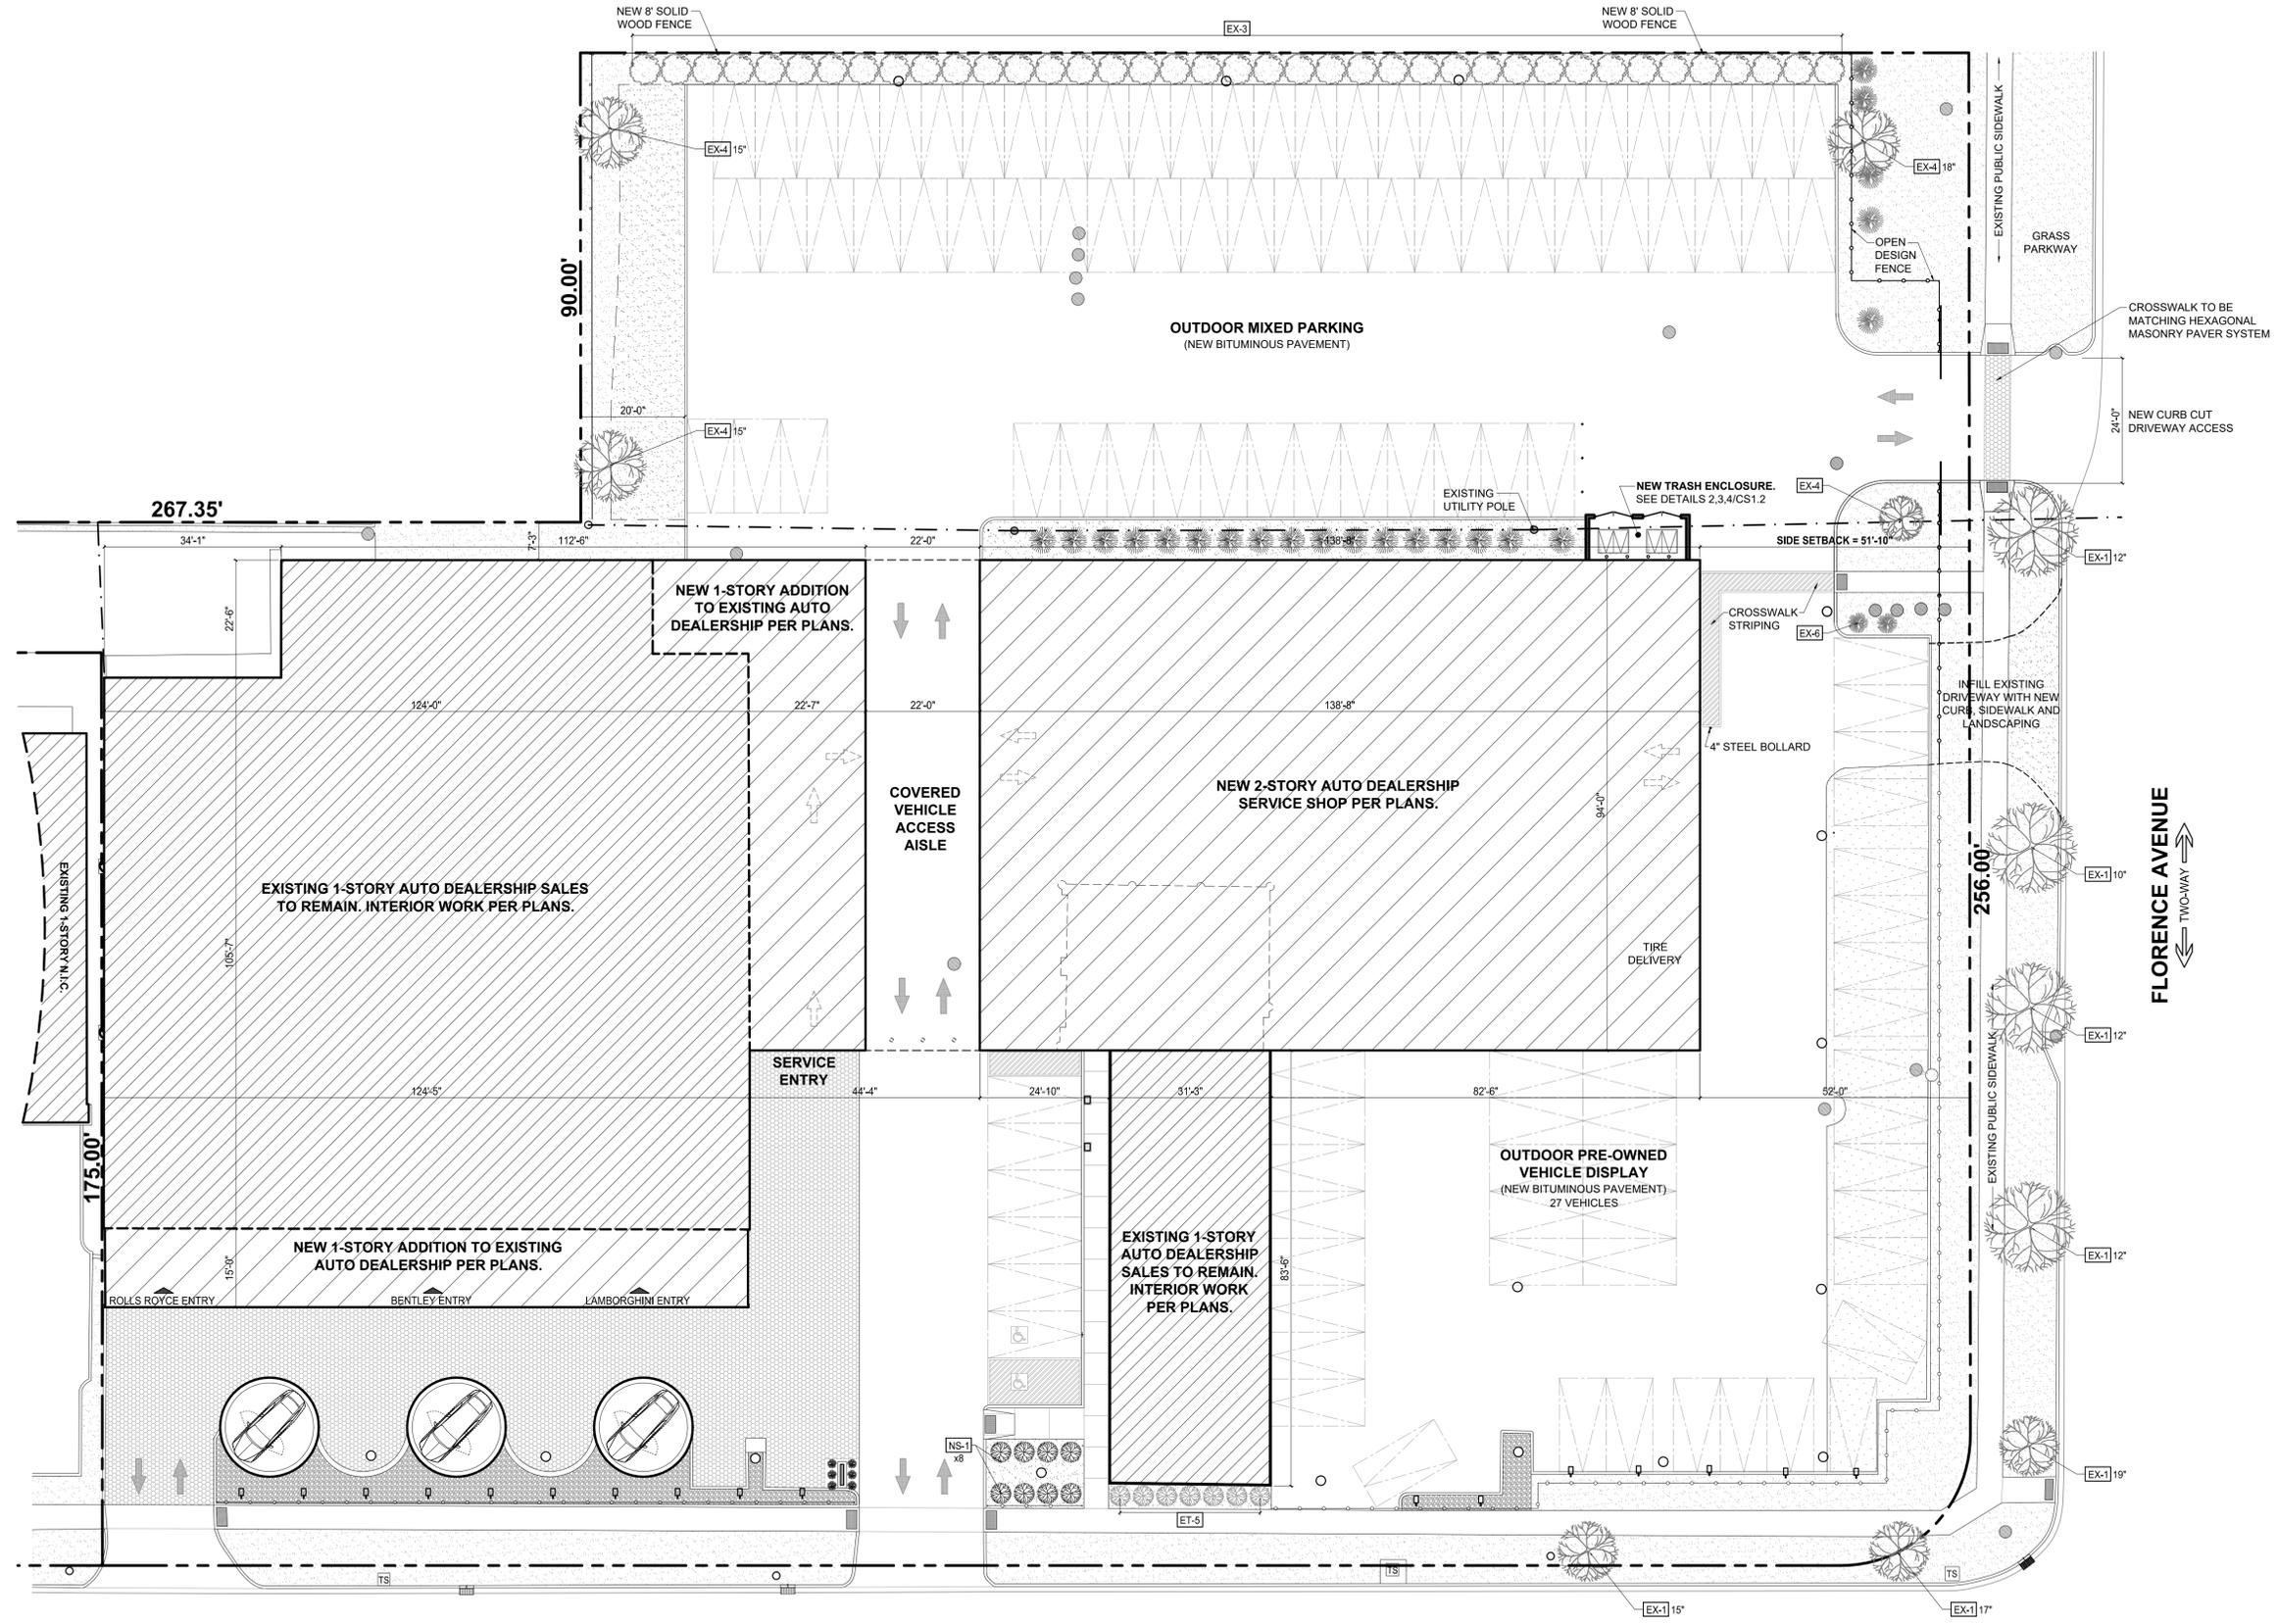 NEW 8' SOLID
WOOD FENCE
EX-3
NEW 8' SOLID
WOOD FENCE
EX-4 15"
EX-4 18"
EXISTING PUBLIC SIDEWALK
GRASS
PARKWAY
OPEN
DESIGN
FENCE
90.00'
OUTDOOR MIXED PARKING
(NEW BITUMINOUS PAVEMENT)
CROSSWALK TO BE
MATCHING HEXAGONAL
MASONRY PAVER SYSTEM
20'-0"
EX-4 15"
24'-0"
NEW CURB CUT
DRIVEWAY ACCESS
267.35'
EXISTING
UTILITY POLE
NEW TRASH ENCLOSURE.
SEE DETAILS 2,3,4/CS1.2
EX-4
34'-1"
7'-3"
112'-6"
22'-0"
138'-8"
SIDE SETBACK = 51'-10"
EX-1 12"
22'-6"
NEW 1-STORY ADDITION
TO EXISTING AUTO
DEALERSHIP PER PLANS.
CROSSWALK
STRIPING
EX-6
INFILL EXISTING
DRIVEWAY WITH NEW
CURB, SIDEWALK AND
LANDSCAPING
124'-0"
22'-7"
22'-0"
138'-8"
4" STEEL BOLLARD
NEW 2-STORY AUTO DEALERSHIP
SERVICE SHOP PER PLANS.
94'-0"
COVERED
VEHICLE
ACCESS
AISLE
EXISTING 1-STORY N.I.C.
EXISTING 1-STORY AUTO DEALERSHIP SALES
TO REMAIN. INTERIOR WORK PER PLANS.
105'-7"
256.00'
EX-1 10"
FLORENCE AVENUE
TWO-WAY
TIRE
DELIVERY
EX-1 12"
EXISTING PUBLIC SIDEWALK
SERVICE
ENTRY
124'-5"
44'-4"
24'-10"
31'-3"
82'-6"
52'-0"
175.00'
OUTDOOR PRE-OWNED
VEHICLE DISPLAY
(NEW BITUMINOUS PAVEMENT)
27 VEHICLES
EX-1 12"
NEW 1-STORY ADDITION TO EXISTING
AUTO DEALERSHIP PER PLANS.
15'-0"
EXISTING 1-STORY
AUTO DEALERSHIP
SALES TO REMAIN.
INTERIOR WORK
PER PLANS.
83'-6"
ROLLS ROYCE ENTRY
BENTLEY ENTRY
LAMBORGHINI ENTRY
NS-1
x8
EX-1 19"
ET-5
TS
TS
TS
EX-1 15"
EX-1 17"